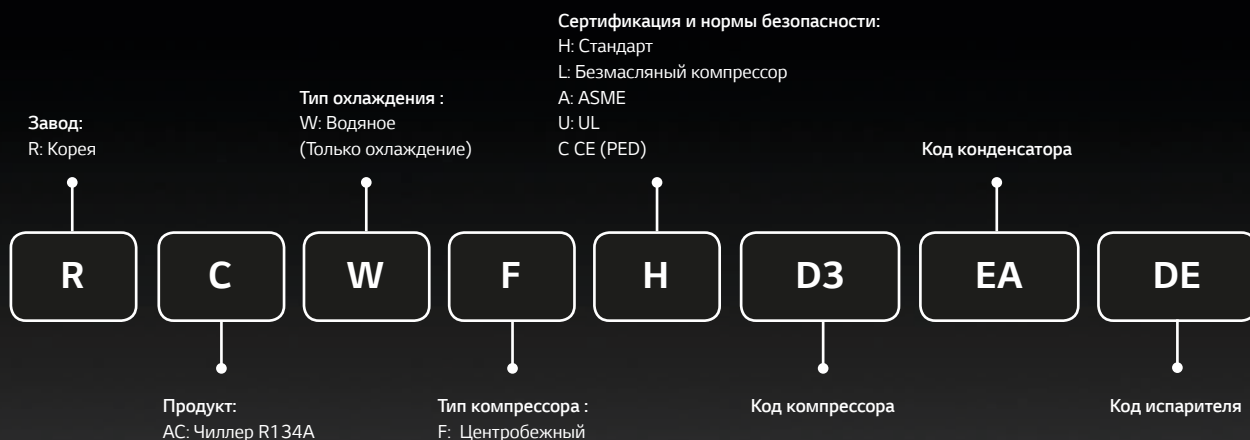 Сертификация и нормы безопасности:
H: Стандарт
L: Безмасляный компрессор
A: ASME
U: UL
C CE (PED)
Тип охлаждения :
W: Водяное
(Только охлаждение)
Завод:
R: Корея
Код конденсатора
R C W F H D3 EA DE
Продукт:
AC: Чиллер R134A
Тип компрессора :
F: Центробежный
Код компрессора
Код испарителя